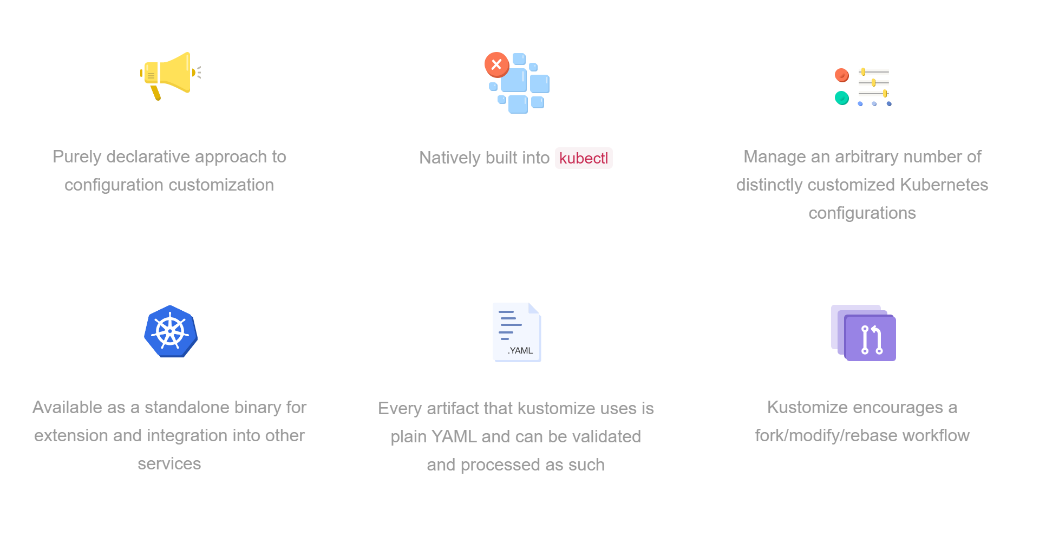 Purely declarative approach to
configuration customization
Natively built into kubectl
Manage an arbitrary number of
distinctly customized Kubernetes
configurations
.YAML
Available as a standalone binary for
extension and integration into other
services
Every artifact that kustomize uses is
plain YAML and can be validated
and processed as such
Kustomize encourages a
fork/modify/rebase workflow